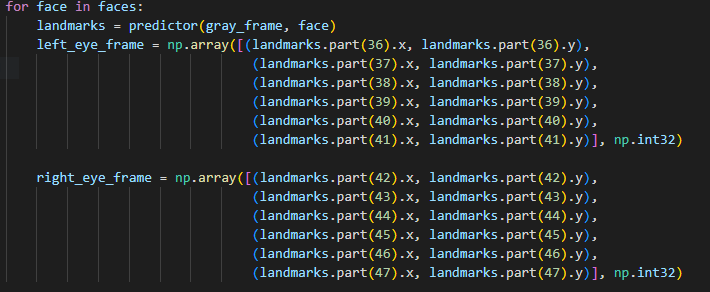 for face in faces:
    landmarks = predictor(gray_frame, face)
    left_eye_frame = np.array([(landmarks.part(36).x, landmarks.part(36).y),
                               (landmarks.part(37).x, landmarks.part(37).y),
                               (landmarks.part(38).x, landmarks.part(38).y),
                               (landmarks.part(39).x, landmarks.part(39).y),
                               (landmarks.part(40).x, landmarks.part(40).y),
                               (landmarks.part(41).x, landmarks.part(41).y)], np.int32)

    right_eye_frame = np.array([(landmarks.part(42).x, landmarks.part(42).y),
                               (landmarks.part(43).x, landmarks.part(43).y),
                               (landmarks.part(44).x, landmarks.part(44).y),
                               (landmarks.part(45).x, landmarks.part(45).y),
                               (landmarks.part(46).x, landmarks.part(46).y),
                               (landmarks.part(47).x, landmarks.part(47).y)], np.int32)